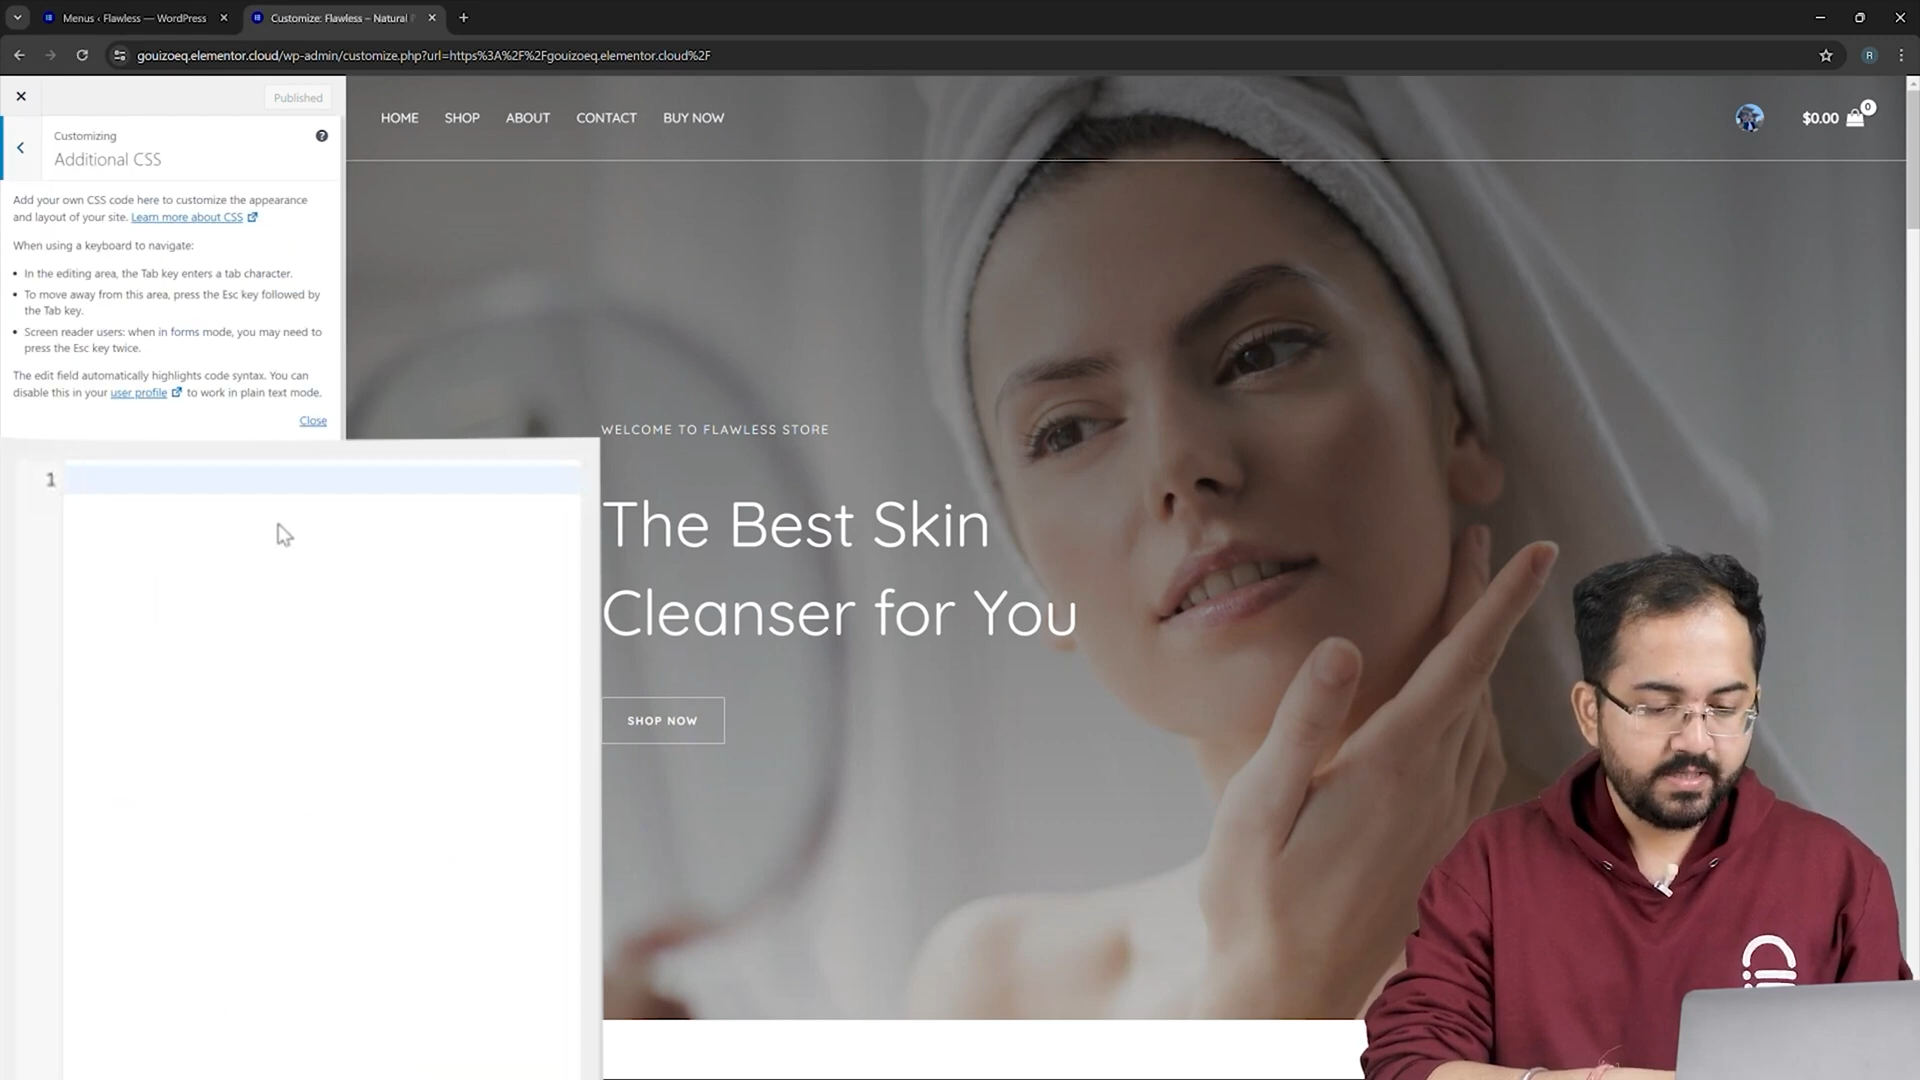 Menus ‹ Flawless — WordPress
Customize: Flawless – Natural
gouizoeq.elementor.cloud/wp-admin/customize.php?url=https%3A%2F%2Fgouizoeq.elementor.cloud%2F
R
Published
Customizing
Additional CSS
Add your own CSS code here to customize the appearance
and layout of your site. Learn more about CSS
When using a keyboard to navigate:
• In the editing area, the Tab key enters a tab character.
• To move away from this area, press the Esc key followed by
the Tab key.
• Screen reader users: when in forms mode, you may need to
press the Esc key twice.
The edit field automatically highlights code syntax. You can
disable this in your user profile to work in plain text mode.
Close
1
HOME SHOP ABOUT CONTACT BUY NOW
$0.00 0
WELCOME TO FLAWLESS STORE
The Best Skin
Cleanser for You
SHOP NOW